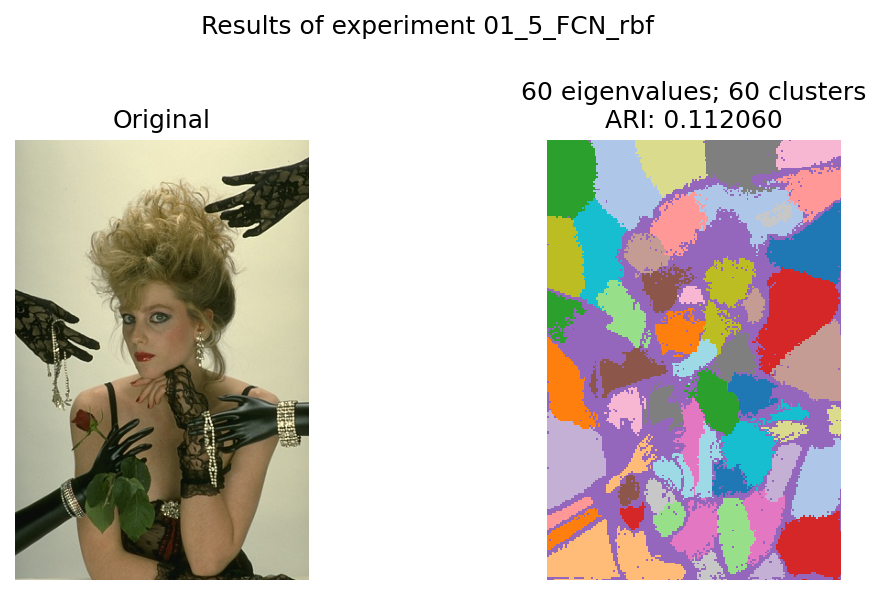 Results of experiment 01_5_FCN_rbf
Original
60 eigenvalues; 60 clusters
ARI: 0.112060